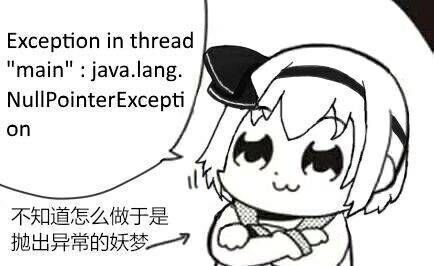 Exception in thread
"main" : java.lang.
NullPointerExcepti
on
不知道怎么做于是
抛出异常的妖梦